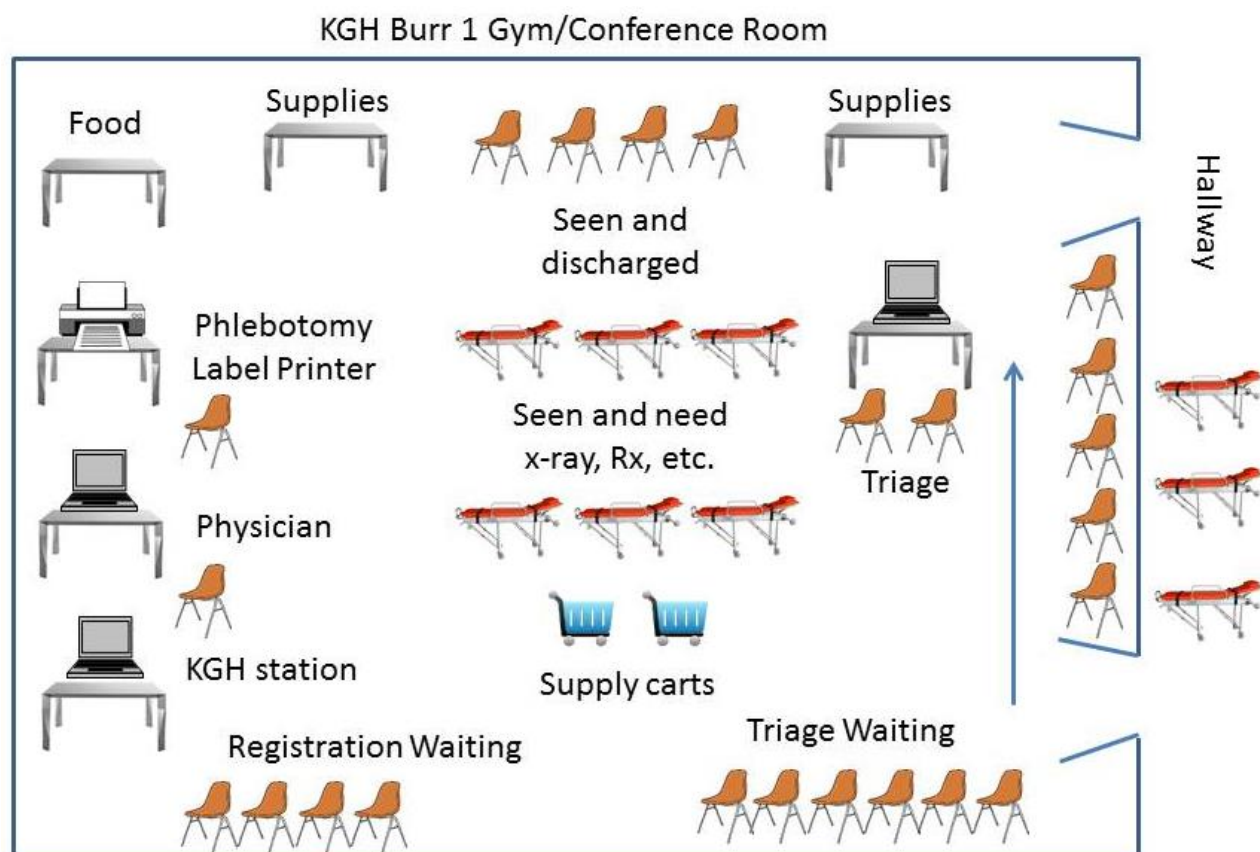 KGH Burr 1 Gym/Conference Room
Food
Supplies
Supplies
Hallway
Seen and
discharged
Phlebotomy
Label Printer
Seen and need
x-ray, Rx, etc.
Triage
Physician
KGH station
Supply carts
Registration Waiting
Triage Waiting